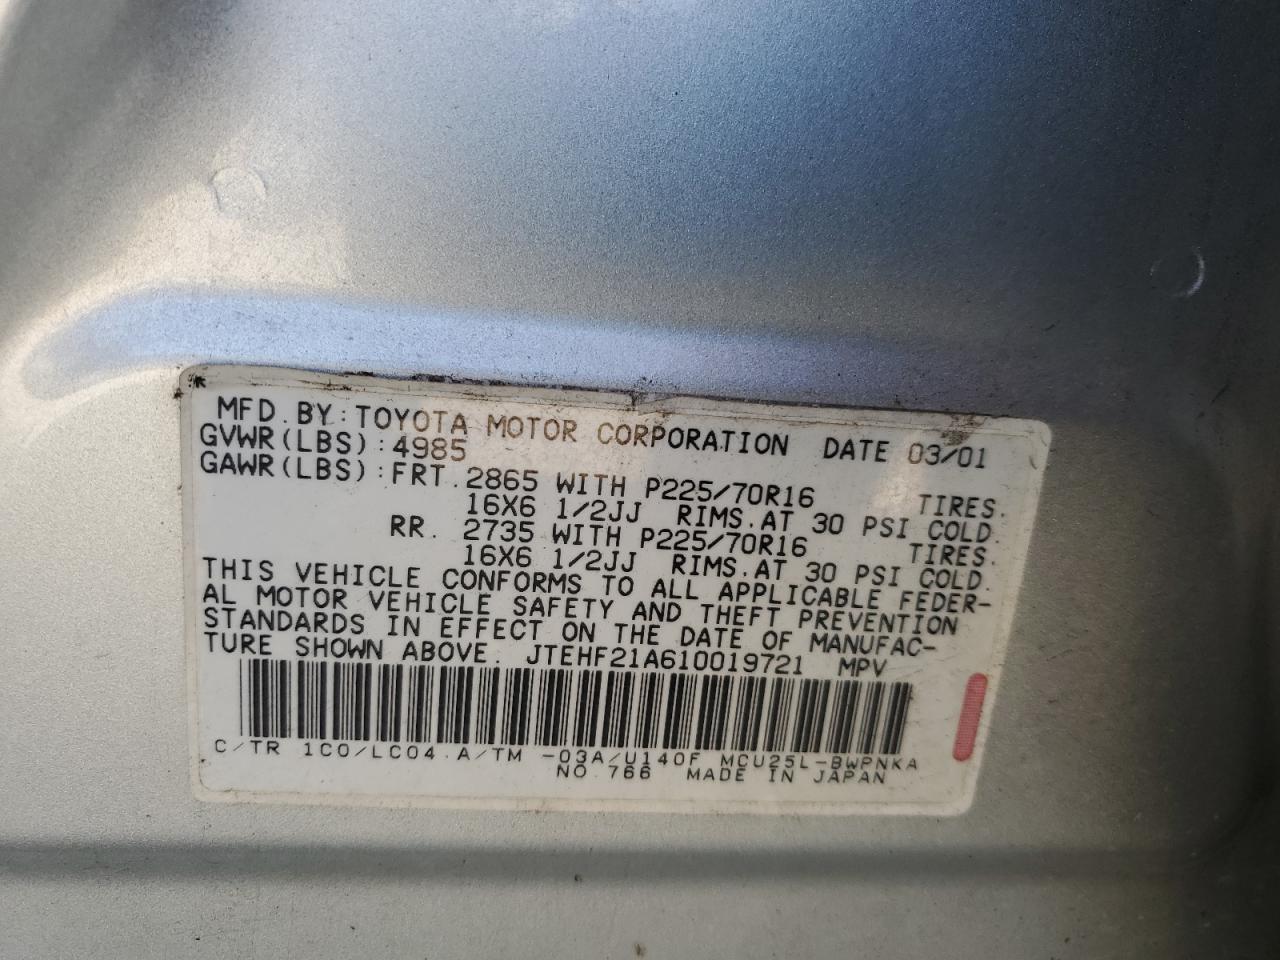 MFD. BY: TOYOTA MOTOR CORPORATION DATE 03/01
GVWR(LBS): 4985
GAWR(LBS): FRT. 2865 WITH P225/70R16 TIRES.
16X6 1/2JJ RIMS. AT 30 PSI COLD.
RR. 2735 WITH P225/70R16 TIRES.
16X6 1/2JJ RIMS. AT 30 PSI COLD.
THIS VEHICLE CONFORMS TO ALL APPLICABLE FEDER-
AL MOTOR VEHICLE SAFETY AND THEFT PREVENTION
STANDARDS IN EFFECT ON THE DATE OF MANUFAC-
TURE SHOWN ABOVE. JTEHF21A610019721 MPV
C/TR 1C0/LC04 A/TM -03A/U140F MCU25L-BWPNKA
NO.766 MADE IN JAPAN